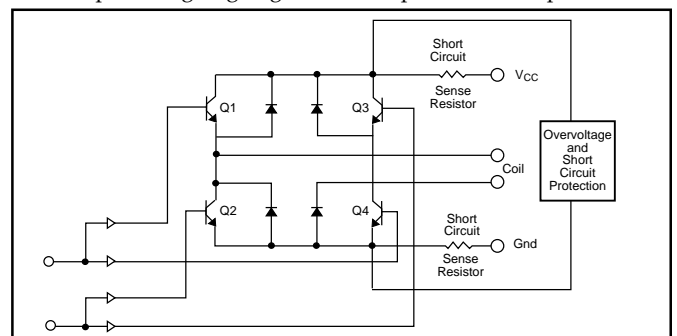 Short
Circuit
VCC
Sense
Resistor
Q1
Q3
Overvoltage
and
Short
Circuit
Protection
Coil
Q2
Q4
Short
Circuit
Gnd
Sense
Resistor